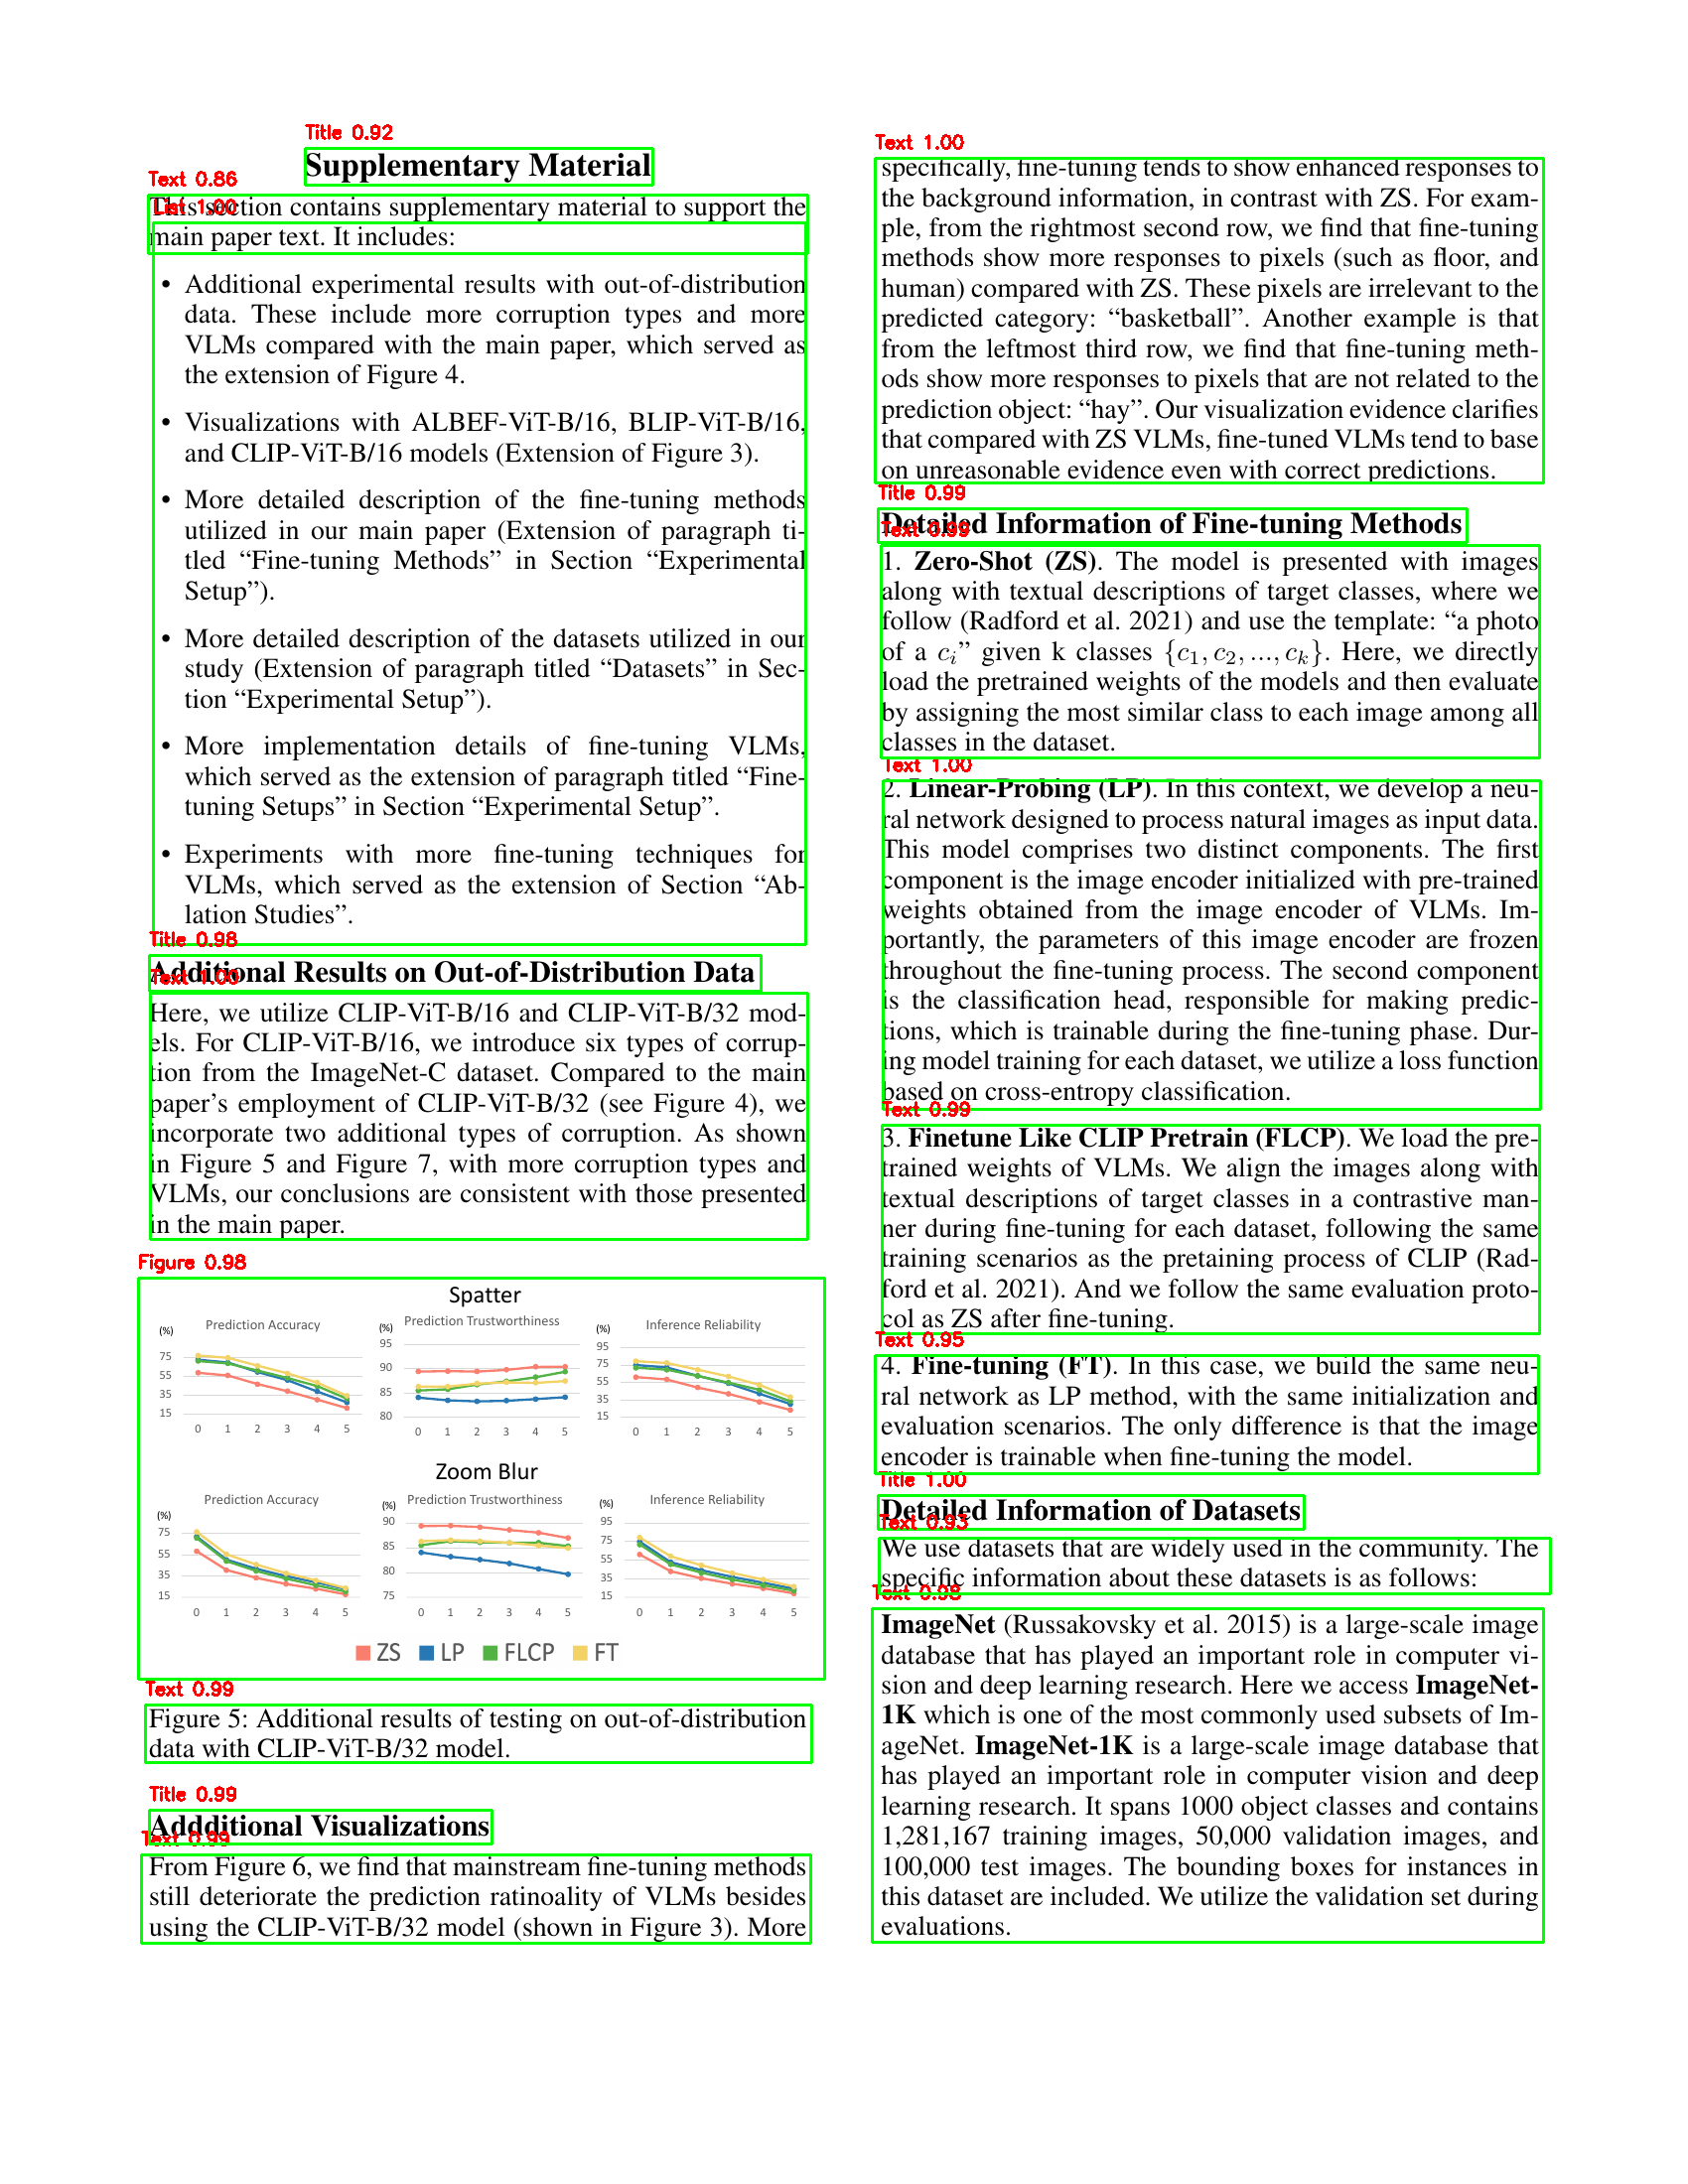 Title 0.92
Supplementary Material
Text 0.86
This section contains supplementary material to support the
List 1.00
main paper text. It includes:
• Additional experimental results with out-of-distribution
data. These include more corruption types and more
VLMs compared with the main paper, which served as
the extension of Figure 4.
• Visualizations with ALBEF-ViT-B/16, BLIP-ViT-B/16,
and CLIP-ViT-B/16 models (Extension of Figure 3).
• More detailed description of the fine-tuning methods
utilized in our main paper (Extension of paragraph ti-
tled “Fine-tuning Methods” in Section “Experimental
Setup”).
• More detailed description of the datasets utilized in our
study (Extension of paragraph titled “Datasets” in Sec-
tion “Experimental Setup”).
• More implementation details of fine-tuning VLMs,
which served as the extension of paragraph titled “Fine-
tuning Setups” in Section “Experimental Setup”.
• Experiments with more fine-tuning techniques for
VLMs, which served as the extension of Section “Ab-
lation Studies”.
Title 0.98
Additional Results on Out-of-Distribution Data
Text 1.00
Here, we utilize CLIP-ViT-B/16 and CLIP-ViT-B/32 mod-
els. For CLIP-ViT-B/16, we introduce six types of corrup-
tion from the ImageNet-C dataset. Compared to the main
paper’s employment of CLIP-ViT-B/32 (see Figure 4), we
incorporate two additional types of corruption. As shown
in Figure 5 and Figure 7, with more corruption types and
VLMs, our conclusions are consistent with those presented
in the main paper.
Figure 0.98
Spatter
(%) Prediction Accuracy
75
55
35
15
0 1 2 3 4 5
(%) Prediction Trustworthiness
95
90
85
80
0 1 2 3 4 5
(%) Inference Reliability
95
75
55
35
15
0 1 2 3 4 5
Zoom Blur
(%) Prediction Accuracy
75
55
35
15
0 1 2 3 4 5
(%) Prediction Trustworthiness
90
85
80
75
0 1 2 3 4 5
(%) Inference Reliability
95
75
55
35
15
0 1 2 3 4 5
ZS LP FLCP FT
Text 0.99
Figure 5: Additional results of testing on out-of-distribution
data with CLIP-ViT-B/32 model.
Title 0.99
Addditional Visualizations
Text 0.99
From Figure 6, we find that mainstream fine-tuning methods
still deteriorate the prediction ratinoality of VLMs besides
using the CLIP-ViT-B/32 model (shown in Figure 3). More
Text 1.00
specifically, fine-tuning tends to show enhanced responses to
the background information, in contrast with ZS. For exam-
ple, from the rightmost second row, we find that fine-tuning
methods show more responses to pixels (such as floor, and
human) compared with ZS. These pixels are irrelevant to the
predicted category: “basketball”. Another example is that
from the leftmost third row, we find that fine-tuning meth-
ods show more responses to pixels that are not related to the
prediction object: “hay”. Our visualization evidence clarifies
that compared with ZS VLMs, fine-tuned VLMs tend to base
on unreasonable evidence even with correct predictions.
Title 0.99
Detailed Information of Fine-tuning Methods
Text 0.99
1. Zero-Shot (ZS). The model is presented with images
along with textual descriptions of target classes, where we
follow (Radford et al. 2021) and use the template: “a photo
of a c_i” given k classes {c_1, c_2, ..., c_k}. Here, we directly
load the pretrained weights of the models and then evaluate
by assigning the most similar class to each image among all
classes in the dataset.
Text 1.00
2. Linear-Probing (LP). In this context, we develop a neu-
ral network designed to process natural images as input data.
This model comprises two distinct components. The first
component is the image encoder initialized with pre-trained
weights obtained from the image encoder of VLMs. Im-
portantly, the parameters of this image encoder are frozen
throughout the fine-tuning process. The second component
is the classification head, responsible for making predic-
tions, which is trainable during the fine-tuning phase. Dur-
ing model training for each dataset, we utilize a loss function
based on cross-entropy classification.
Text 0.99
3. Finetune Like CLIP Pretrain (FLCP). We load the pre-
trained weights of VLMs. We align the images along with
textual descriptions of target classes in a contrastive man-
ner during fine-tuning for each dataset, following the same
training scenarios as the pretaining process of CLIP (Rad-
ford et al. 2021). And we follow the same evaluation proto-
col as ZS after fine-tuning.
Text 0.95
4. Fine-tuning (FT). In this case, we build the same neu-
ral network as LP method, with the same initialization and
evaluation scenarios. The only difference is that the image
encoder is trainable when fine-tuning the model.
Title 1.00
Detailed Information of Datasets
Text 0.93
We use datasets that are widely used in the community. The
specific information about these datasets is as follows:
Text 0.98
ImageNet (Russakovsky et al. 2015) is a large-scale image
database that has played an important role in computer vi-
sion and deep learning research. Here we access ImageNet-
1K which is one of the most commonly used subsets of Im-
ageNet. ImageNet-1K is a large-scale image database that
has played an important role in computer vision and deep
learning research. It spans 1000 object classes and contains
1,281,167 training images, 50,000 validation images, and
100,000 test images. The bounding boxes for instances in
this dataset are included. We utilize the validation set during
evaluations.